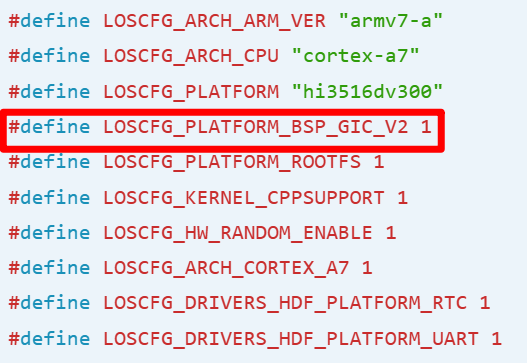 #define LOSCFG_ARCH_ARM_VER "armv7-a"
#define LOSCFG_ARCH_CPU "cortex-a7"
#define LOSCFG_PLATFORM "hi3516dv300"
#define LOSCFG_PLATFORM_BSP_GIC_V2 1
#define LOSCFG_PLATFORM_ROOTFS 1
#define LOSCFG_KERNEL_CPPSUPPORT 1
#define LOSCFG_HW_RANDOM_ENABLE 1
#define LOSCFG_ARCH_CORTEX_A7 1
#define LOSCFG_DRIVERS_HDF_PLATFORM_RTC 1
#define LOSCFG_DRIVERS_HDF_PLATFORM_UART 1